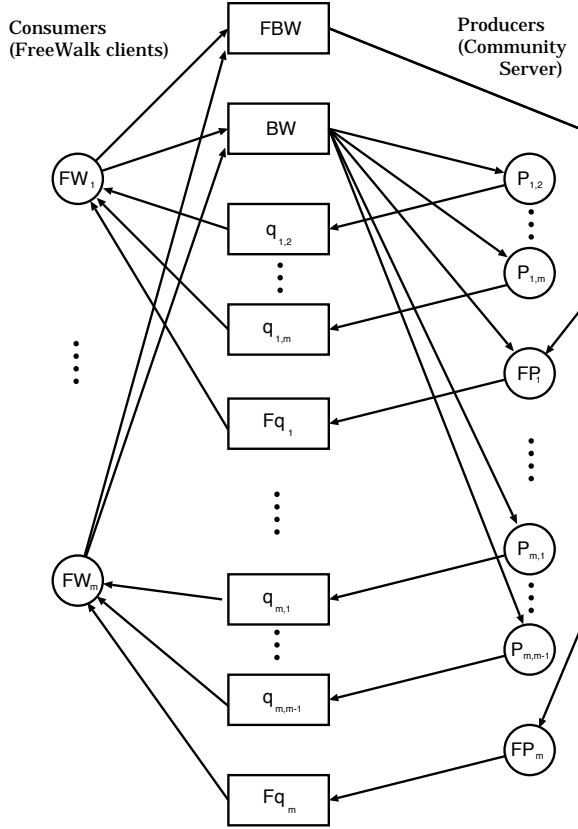 Consumers
(FreeWalk clients)
FBW
Producers
(Community
Server)
BW
FW1
P1,2
q1,2
P1,m
q1,m
FP1
Fq1
Pm,1
FWm
qm,1
Pm,m-1
qm,m-1
FPm
Fqm